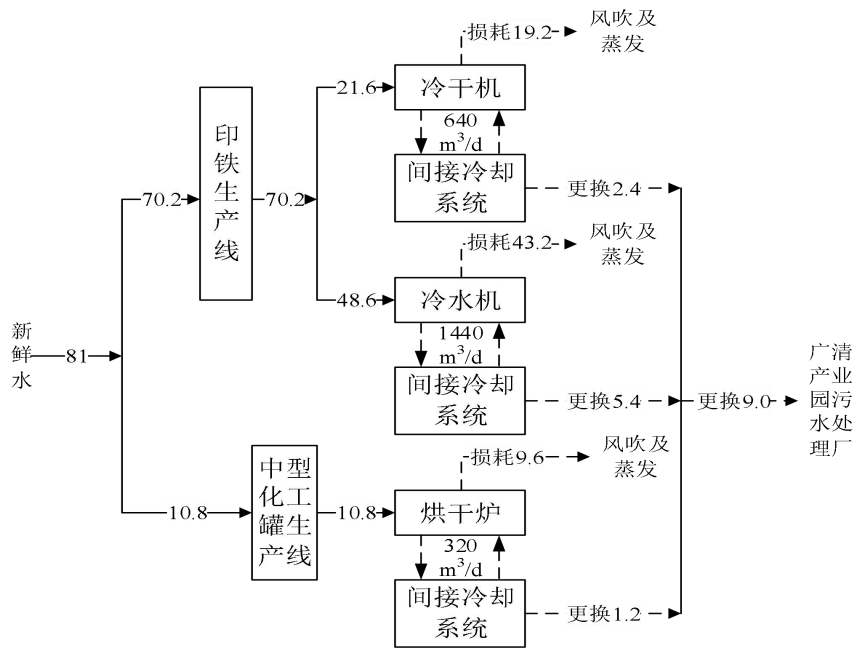 损耗19.2
风吹及
蒸发
21.6
冷干机
640
m³/d
印
铁
生
产
线
间接冷却
系统
更换2.4
70.2
70.2
损耗43.2
风吹及
蒸发
48.6
冷水机
1440
m³/d
新
鲜
水
81
间接冷却
系统
更换5.4
更换9.0
广清
产业
园污
水处
理厂
损耗9.6
风吹及
蒸发
中型
化工
罐生
产线
10.8
10.8
烘干炉
320
m³/d
间接冷却
系统
更换1.2